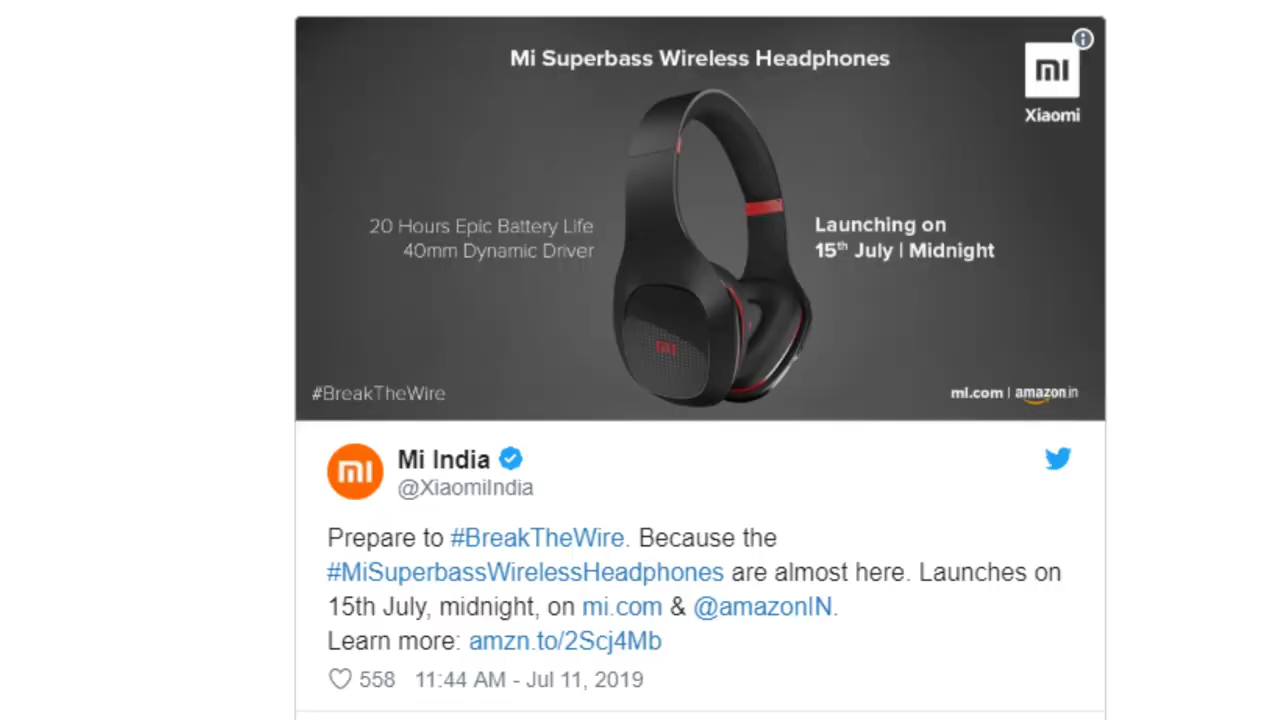 Mi Superbass Wireless Headphones
mi
Xiaomi
20 Hours Epic Battery Life
40mm Dynamic Driver
Launching on
15th July | Midnight
mi
#BreakTheWire
mi.com | amazon.in
mi
Mi India
@XiaomiIndia
Prepare to #BreakTheWire. Because the
#MiSuperbassWirelessHeadphones are almost here. Launches on
15th July, midnight, on mi.com & @amazonIN.
Learn more: amzn.to/2Scj4Mb
558 11:44 AM - Jul 11, 2019